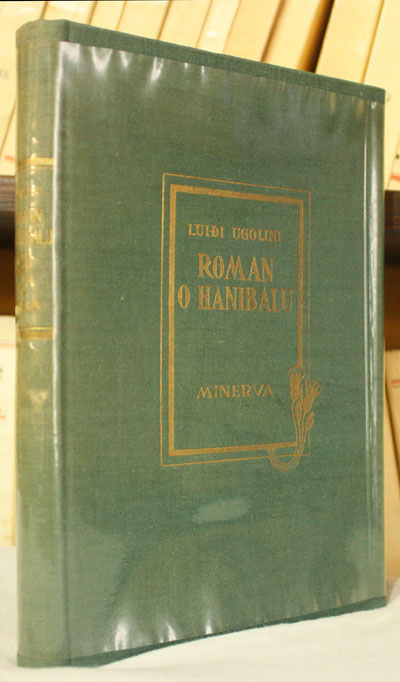 LUIĐI UGOLINI
ROMAN
O HANIBALU
MINERVA